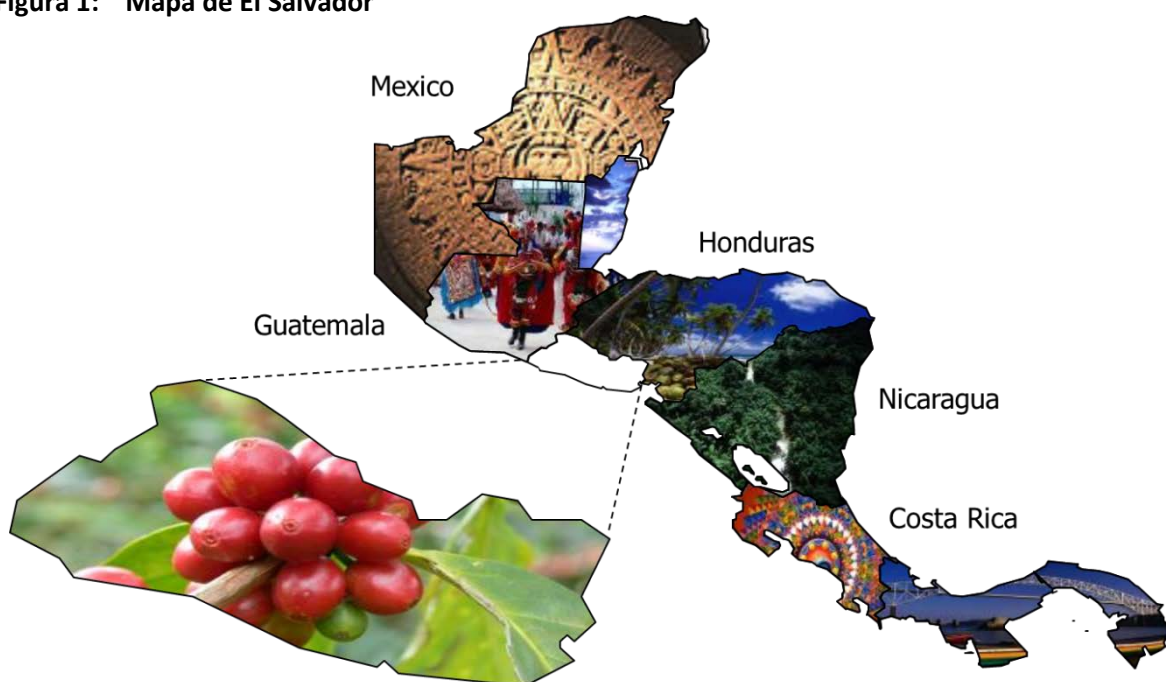 Figura 1: Mapa de El Salvador
Mexico
Honduras
Guatemala
Nicaragua
Costa Rica